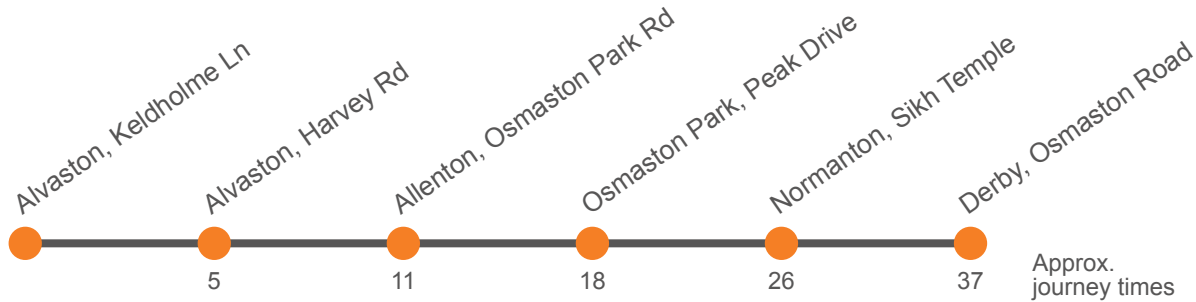 Alvaston, Keldholme Ln
Alvaston, Harvey Rd
Allenton, Osmaston Park Rd
Osmaston Park, Peak Drive
Normanton, Sikh Temple
Derby, Osmaston Road
5
11
18
26
37
Approx.
journey times